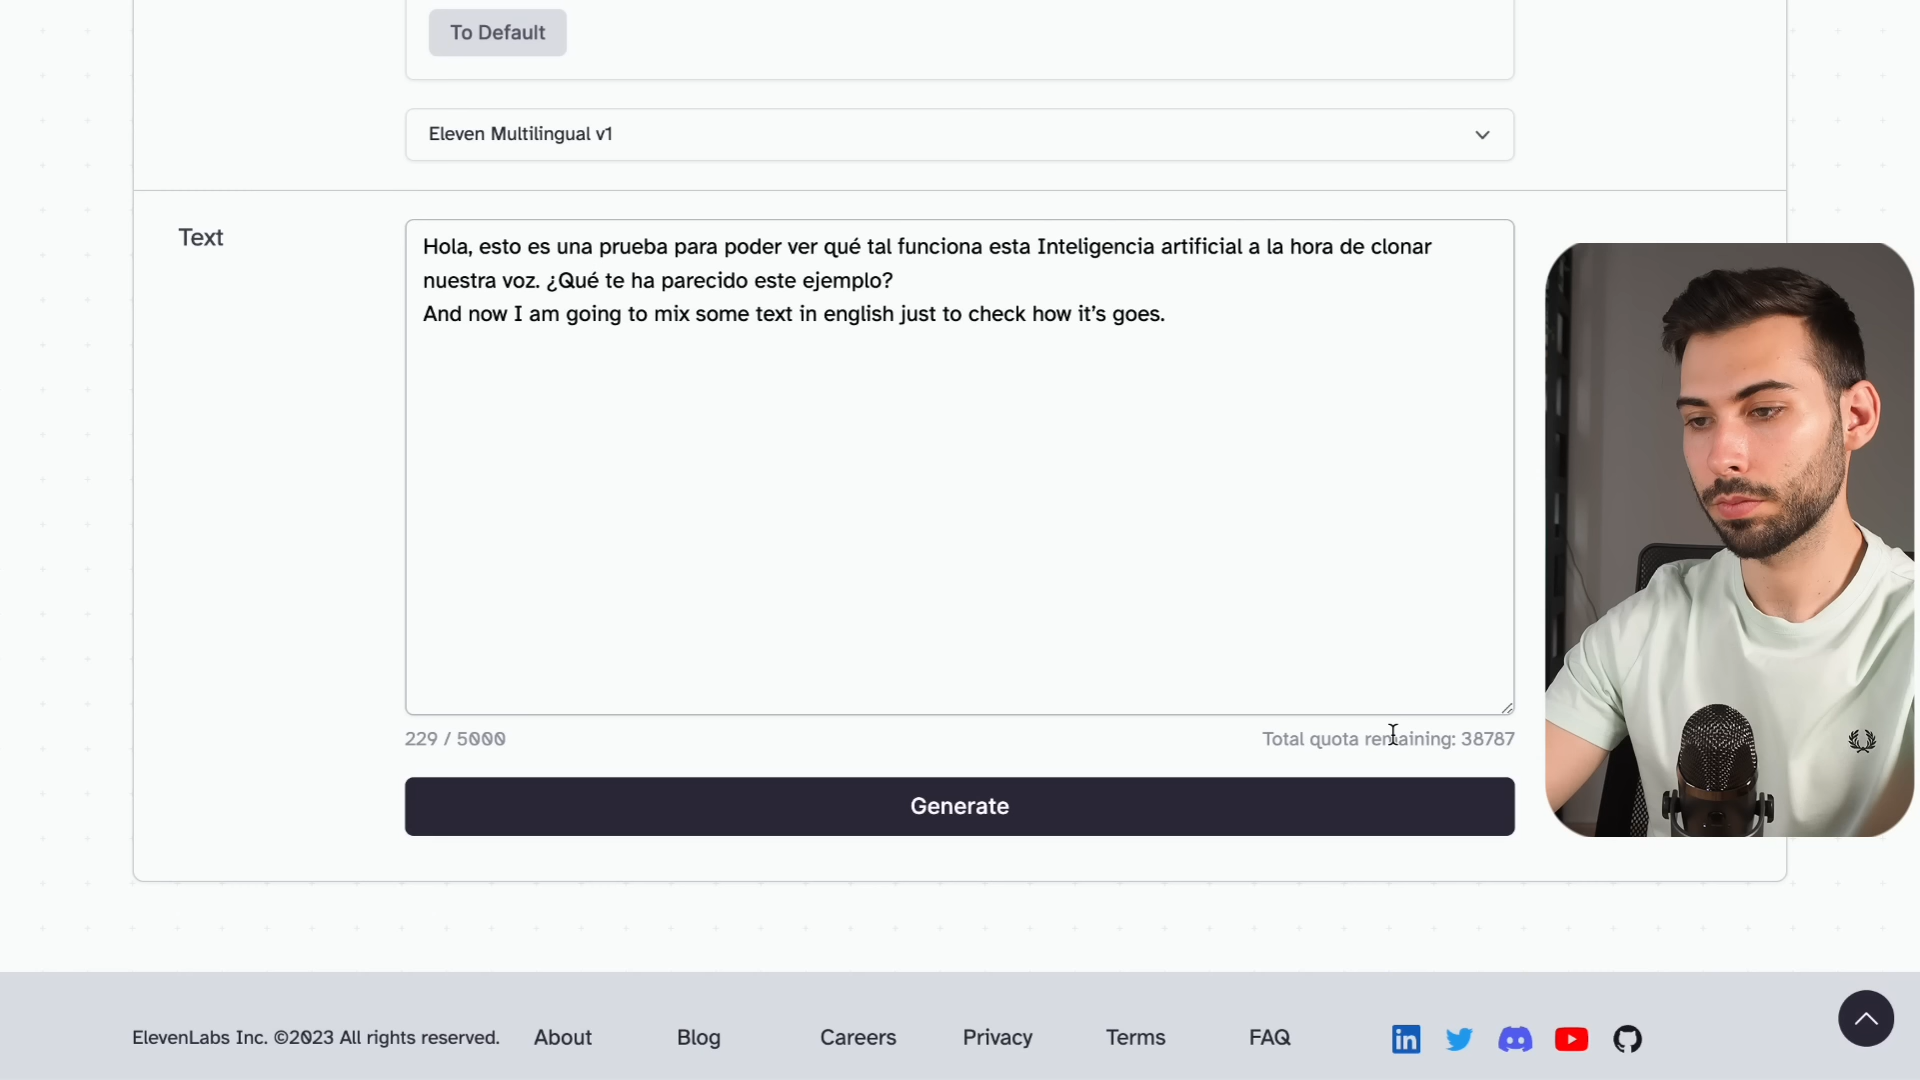 To Default
Eleven Multilingual v1
Text
Hola, esto es una prueba para poder ver qué tal funciona esta Inteligencia artificial a la hora de clonar
nuestra voz. ¿Qué te ha parecido este ejemplo?
And now I am going to mix some text in english just to check how it’s goes.
229 / 5000
Total quota remaining: 38787
Generate
ElevenLabs Inc. ©2023 All rights reserved.
About
Blog
Careers
Privacy
Terms
FAQ
in